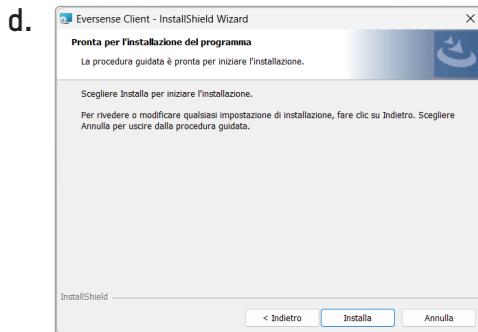 d.
Eversense Client - InstallShield Wizard
Pronta per l'installazione del programma
La procedura guidata è pronta per iniziare l'installazione.
Scegliere Installa per iniziare l'installazione.
Per rivedere o modificare qualsiasi impostazione di installazione, fare clic su Indietro. Scegliere
Annulla per uscire dalla procedura guidata.
InstallShield
< Indietro Installa Annulla